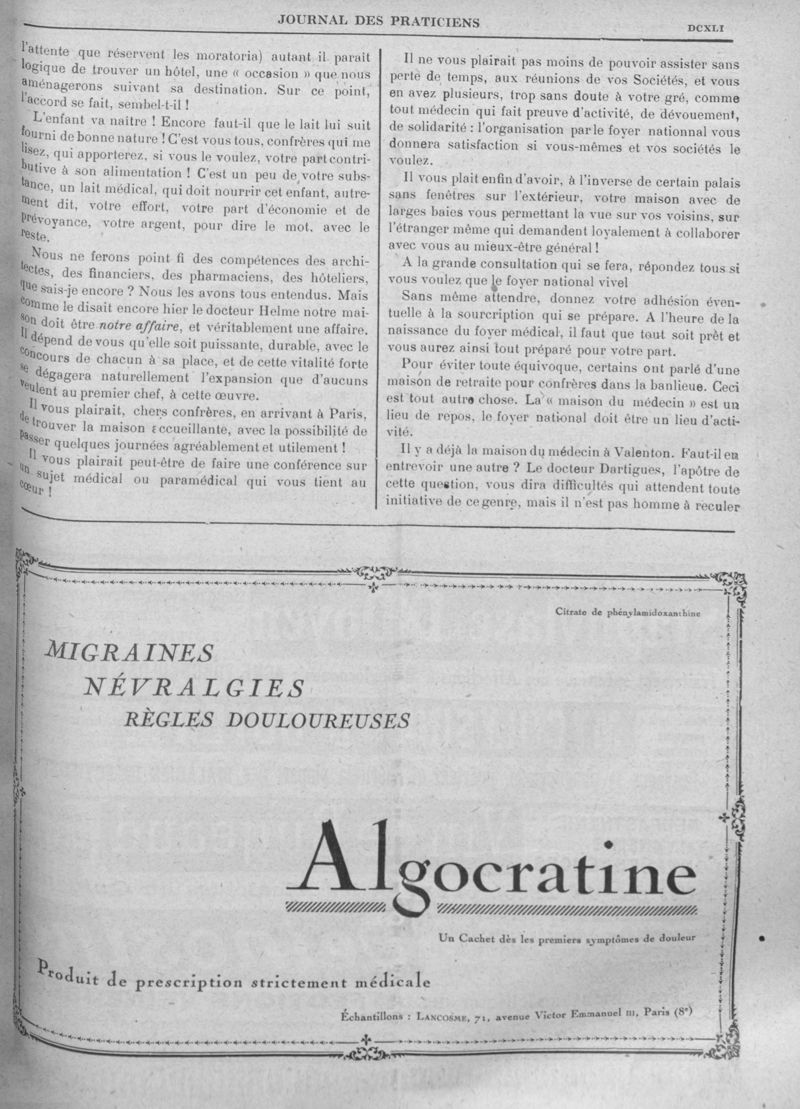 JOURNAL DES PRATICIENS
DCXLI
l'attente que réservent les moratoria) autant il parait
logique de trouver un hôtel, une « occasion » que nous
aménagerons suivant sa destination. Sur ce point,
l'accord se fait, sembel-t-il !
L'enfant va naitre ! Encore faut-il que le lait lui suit
fourni de bonne nature ! C'est vous tous, confrères qui me
lisez, qui apporterez, si vous le voulez, votre part contri-
butive à son alimentation ! C'est un peu de votre subs-
tance, un lait médical, qui doit nourrir cet enfant, autre-
ment dit, votre effort, votre part d'économie et de
prévoyance, votre argent, pour dire le mot, avec le
reste.
Nous ne ferons point fi des compétences des archi-
tectes, des financiers, des pharmaciens, des hôteliers,
que sais-je encore ? Nous les avons tous entendus. Mais
comme le disait encore hier le docteur Helme notre mai-
son doit être notre affaire, et véritablement une affaire.
Il dépend de vous qu'elle soit puissante, durable, avec le
concours de chacun à sa place, et de cette vitalité forte
se dégagera naturellement l'expansion que d'aucuns
veulent au premier chef, à cette œuvre.
Il vous plairait, chers confrères, en arrivant à Paris,
de trouver la maison accueillante, avec la possibilité de
passer quelques journées agréablement et utilement !
Il vous plairait peut-être de faire une conférence sur
un sujet médical ou paramédical qui vous tient au
cœur !
Il ne vous plairait pas moins de pouvoir assister sans
perte de temps, aux réunions de vos Sociétés, et vous
en avez plusieurs, trop sans doute à votre gré, comme
tout médecin qui fait preuve d'activité, de dévouement,
de solidarité : l'organisation par le foyer nationnal vous
donnera satisfaction si vous-mêmes et vos sociétés le
voulez.
Il vous plait enfin d'avoir, à l'inverse de certain palais
sans fenêtres sur l'extérieur, votre maison avec de
larges baies vous permettant la vue sur vos voisins, sur
l'étranger même qui demandent loyalement à collaborer
avec vous au mieux-être général !
A la grande consultation qui se fera, répondez tous si
vous voulez que le foyer national vivel
Sans même attendre, donnez votre adhésion éven-
tuelle à la sourcription qui se prépare. A l'heure de la
naissance du foyer médical, il faut que tout soit prêt et
vous aurez ainsi tout préparé pour votre part.
Pour éviter toute équivoque, certains ont parlé d'une
maison de retraite pour confrères dans la banlieue. Ceci
est tout autre chose. La « maison du médecin » est un
lieu de repos, le foyer national doit être un lieu d'acti-
vité.
Il y a déjà la maison du médecin à Valenton. Faut-il en
entrevoir une autre ? Le docteur Dartigues, l'apôtre de
cette question, vous dira difficultés qui attendent toute
initiative de ce genre, mais il n'est pas homme à reculer
Citrate de phénylamidoxanthine
MIGRAINES
NÉVRALGIES
RÈGLES DOULOUREUSES
Algocratine
Un Cachet dès les premiers symptômes de douleur
Produit de prescription strictement médicale
Échantillons : LANCOSME, 71, avenue Victor Emmanuel III, Paris (8e)